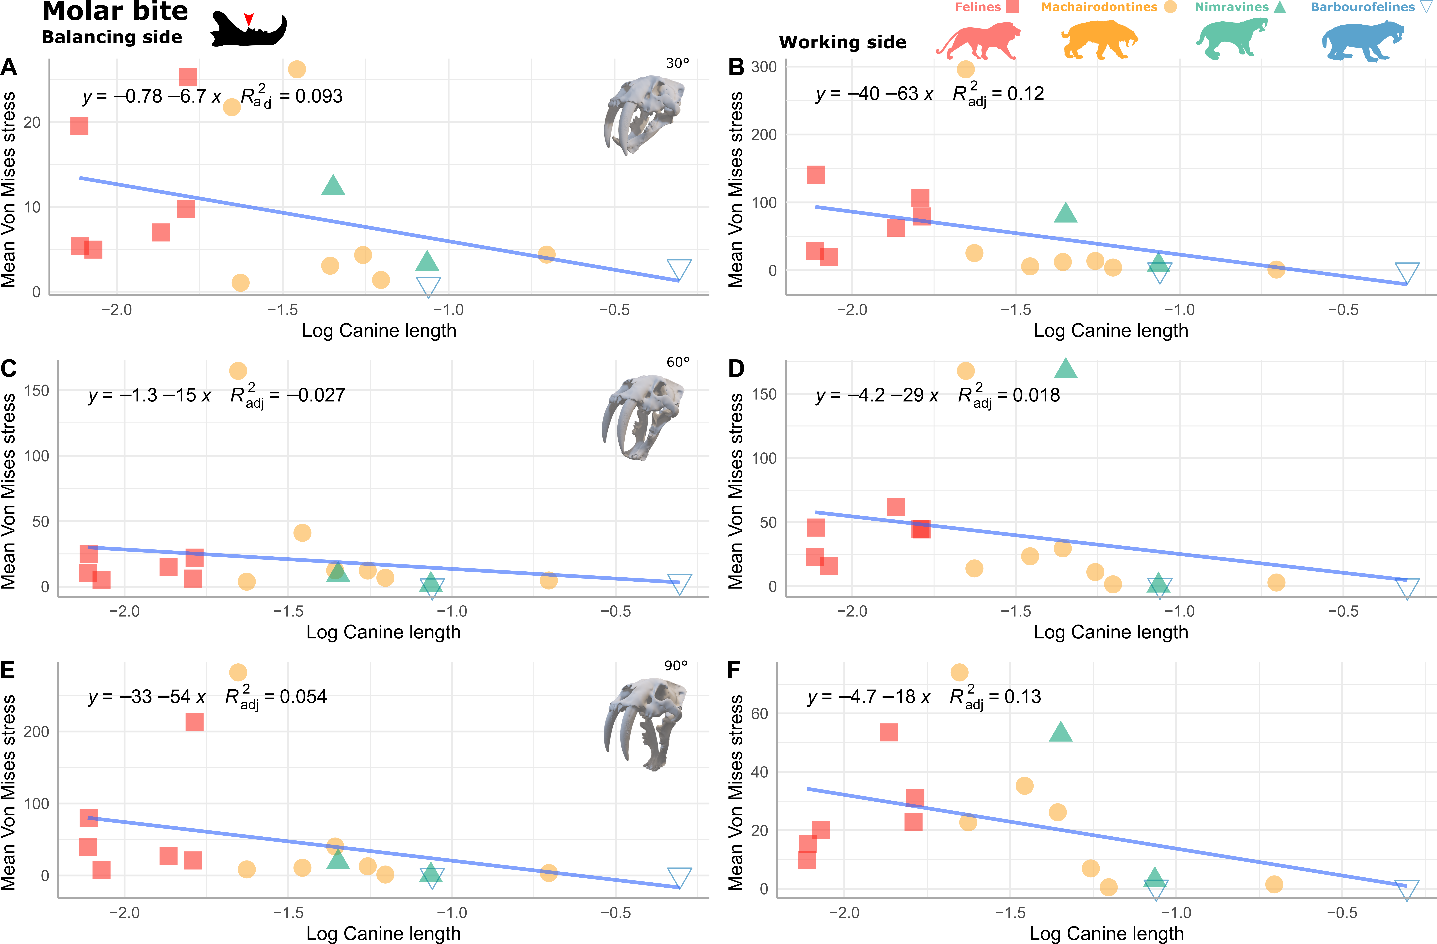 Molar bite
Balancing side
Working side
Felines
Machairodontines
Nimravines
Barbourofelines
A
30°
y = −0.78 −6.7 x R²ad = 0.093
Mean Von Mises stress
20
10
0
−2.0 −1.5 −1.0 −0.5
Log Canine length
B
y = −40 −63 x R²adj = 0.12
Mean Von Mises stress
300
200
100
0
−2.0 −1.5 −1.0 −0.5
Log Canine length
C
60°
y = −1.3 −15 x R²adj = −0.027
Mean Von Mises stress
150
100
50
0
−2.0 −1.5 −1.0 −0.5
Log Canine length
D
y = −4.2 −29 x R²adj = 0.018
Mean Von Mises stress
150
100
50
0
−2.0 −1.5 −1.0 −0.5
Log Canine length
E
90°
y = −33 −54 x R²adj = 0.054
Mean Von Mises stress
200
100
0
−2.0 −1.5 −1.0 −0.5
Log Canine length
F
y = −4.7 −18 x R²adj = 0.13
Mean Von Mises stress
60
40
20
0
−2.0 −1.5 −1.0 −0.5
Log Canine length